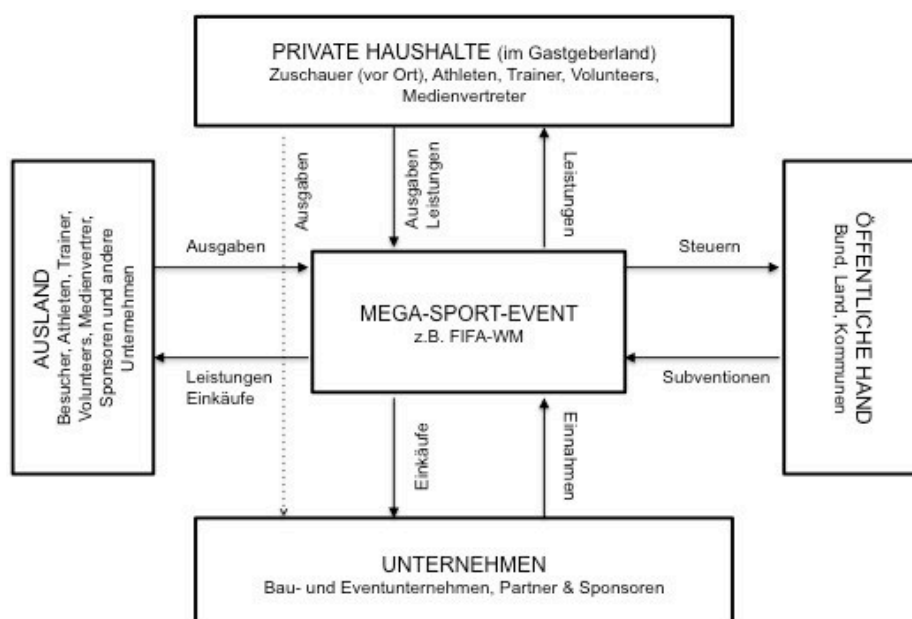 PRIVATE HAUSHALTE (im Gastgeberland)
Zuschauer (vor Ort), Athleten, Trainer, Volunteers,
Medienvertreter
Ausgaben
Ausgaben
Leistungen
Leistungen
AUSLAND
Besucher, Athleten, Trainer,
Volunteers, Medienvertrer,
Sponsoren und andere
Unternehmen
Ausgaben
Leistungen
Einkäufe
MEGA-SPORT-EVENT
z.B. FIFA-WM
Steuern
Subventionen
ÖFFENTLICHE HAND
Bund, Land, Kommunen
Einkäufe
Einnahmen
UNTERNEHMEN
Bau- und Eventunternehmen, Partner & Sponsoren